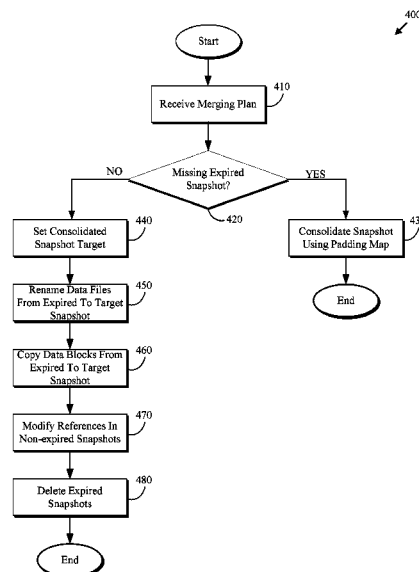 400
Start
410
Receive Merging Plan
NO
Missing Expired
Snapshot?
YES
420
440
Set Consolidated
Snapshot Target
Consolidate Snapshot
Using Padding Map
450
Rename Data Files
From Expired To Target
Snapshot
End
460
Copy Data Blocks From
Expired To Target
Snapshot
470
Modify References In
Non-expired Snapshots
480
Delete Expired
Snapshots
End